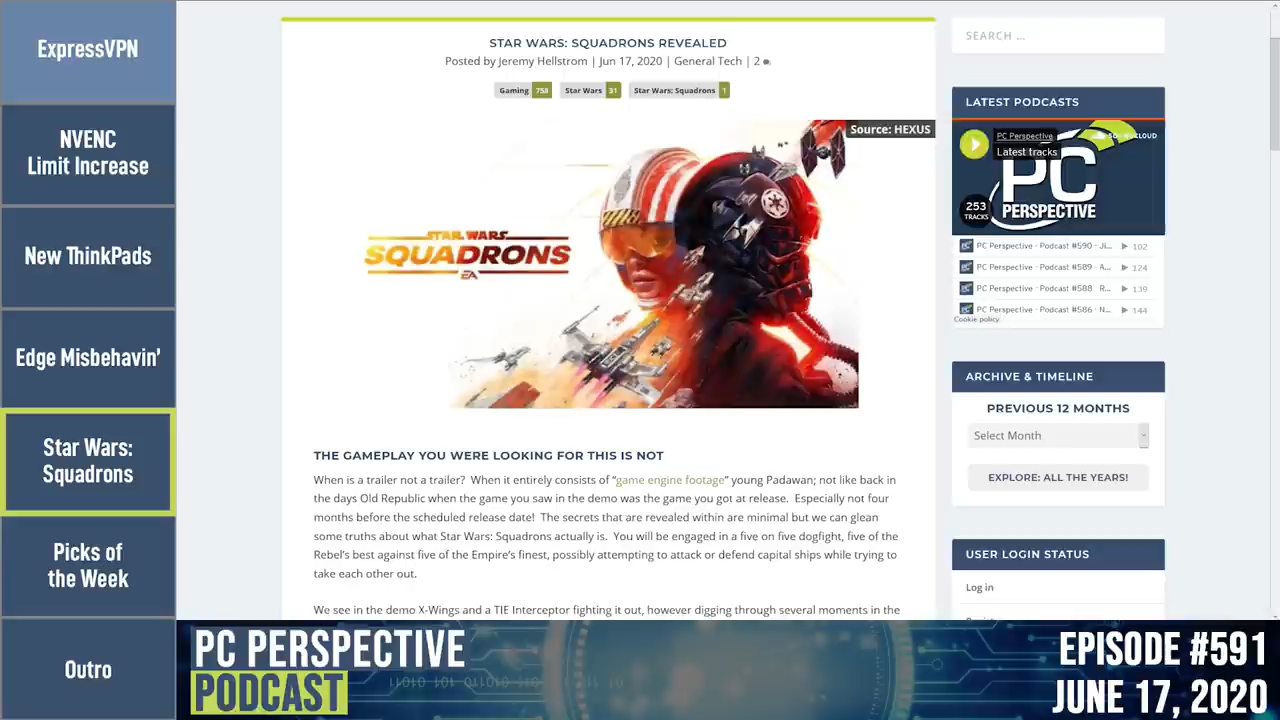 ExpressVPN
NVENC
Limit Increase
New ThinkPads
Edge Misbehavin'
Star Wars:
Squadrons
Picks of
the Week
Outro
STAR WARS: SQUADRONS REVEALED
Posted by Jeremy Hellstrom | Jun 17, 2020 | General Tech | 2
Gaming 758 Star Wars 31 Star Wars: Squadrons 1
Source: HEXUS
STAR WARS
SQUADRONS
EA
THE GAMEPLAY YOU WERE LOOKING FOR THIS IS NOT
When is a trailer not a trailer? When it entirely consists of “game engine footage” young Padawan; not like back in
the days Old Republic when the game you saw in the demo was the game you got at release. Especially not four
months before the scheduled release date! The secrets that are revealed within are minimal but we can glean
some truths about what Star Wars: Squadrons actually is. You will be engaged in a five on five dogfight, five of the
Rebel’s best against five of the Empire’s finest, possibly attempting to attack or defend capital ships while trying to
take each other out.
We see in the demo X-Wings and a TIE Interceptor fighting it out, however digging through several moments in the
SEARCH ...
LATEST PODCASTS
PC Perspective
Latest tracks
PC
PERSPECTIVE
253
TRACKS
PC Perspective · Podcast #590 - Ji... 102
PC Perspective · Podcast #589 - A... 124
PC Perspective · Podcast #588 R... 139
PC Perspective · Podcast #586 - N... 144
Cookie policy
ARCHIVE & TIMELINE
PREVIOUS 12 MONTHS
Select Month
EXPLORE: ALL THE YEARS!
USER LOGIN STATUS
Log in
PC PERSPECTIVE
PODCAST
EPISODE #591
JUNE 17, 2020